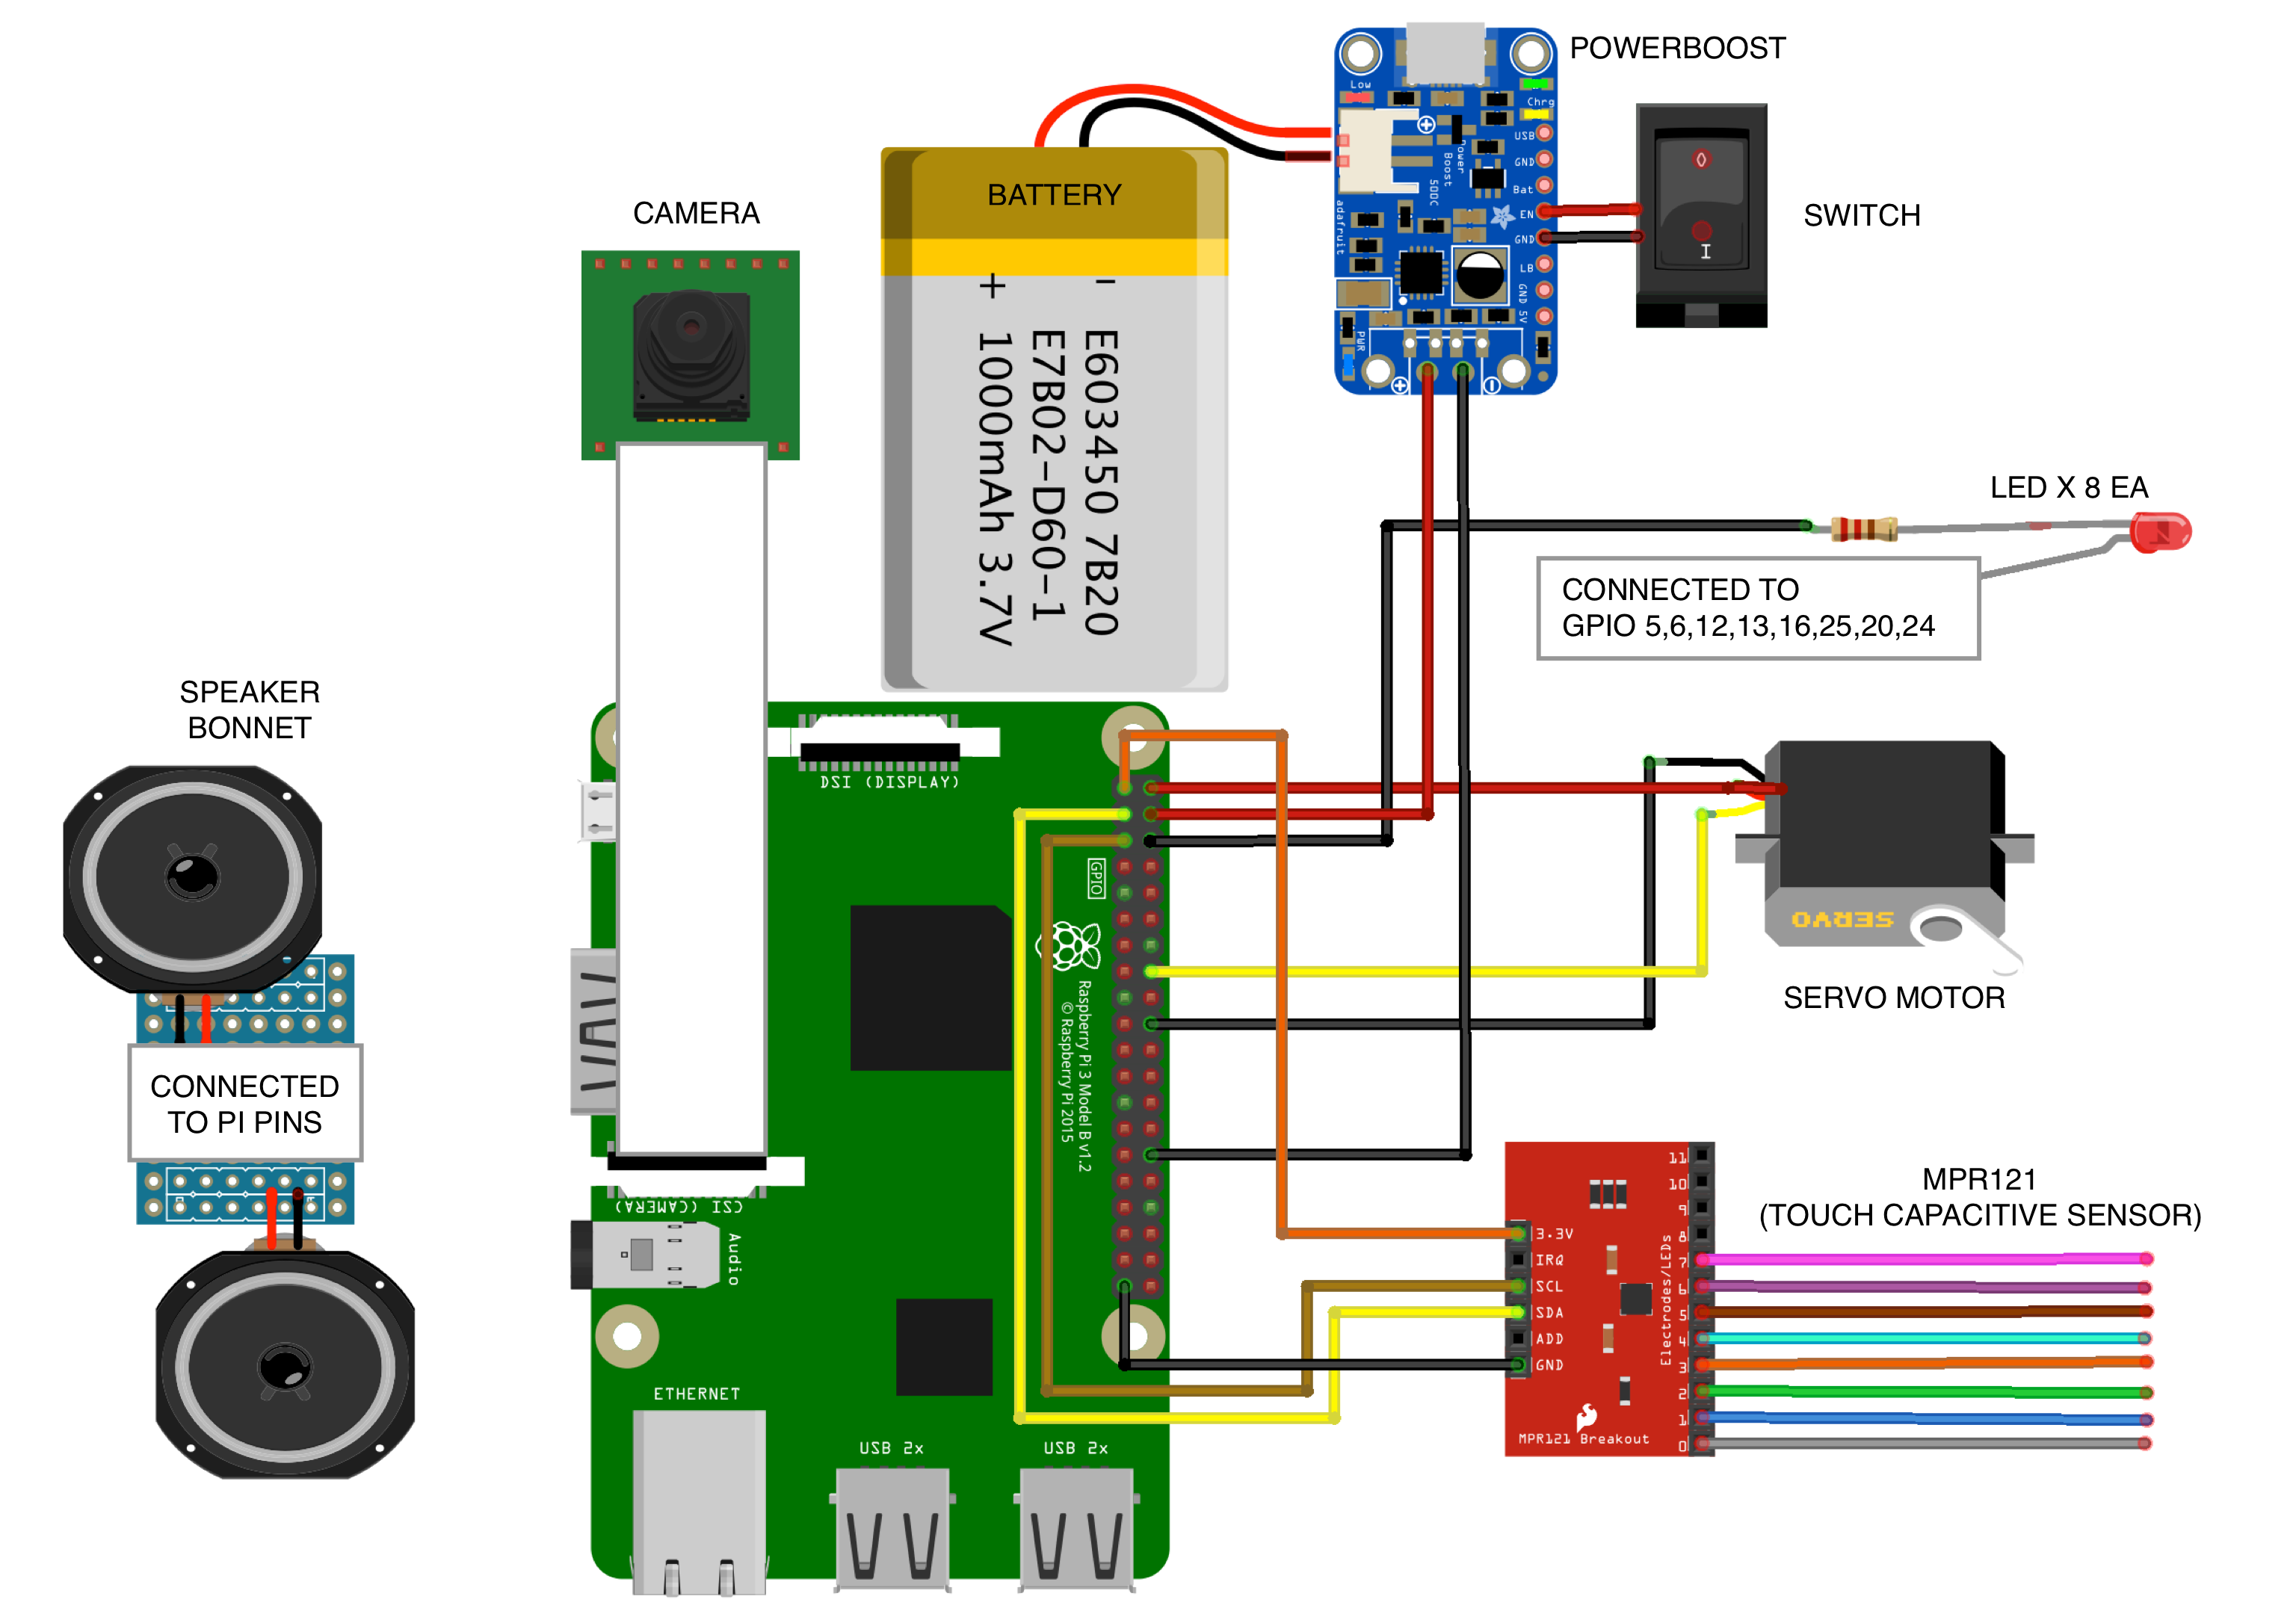 POWERBOOST
Low
Chrg
USB
GND
Bat
EN
GND
LB
GND
5V
Power
Boost
500C
adafruit
PWR
SWITCH
I
BATTERY
+ -
E603450 7B20
E7B02-D60-1
1000mAh 3.7V
CAMERA
LED X 8 EA
CONNECTED TO
GPIO 5,6,12,13,16,25,20,24
SPEAKER
BONNET
CONNECTED
TO PI PINS
DSI (DISPLAY)
GPIO
Raspberry Pi 3 Model B v1.2
© Raspberry Pi 2015
CSI (CAMERA)
Audio
ETHERNET
USB 2x
USB 2x
SERVO
SERVO MOTOR
MPR121
(TOUCH CAPACITIVE SENSOR)
3.3V
IRQ
SCL
SDA
ADD
GND
11
10
9
8
7
6
5
4
3
2
1
0
Electrodes/LEDs
MPR121 Breakout